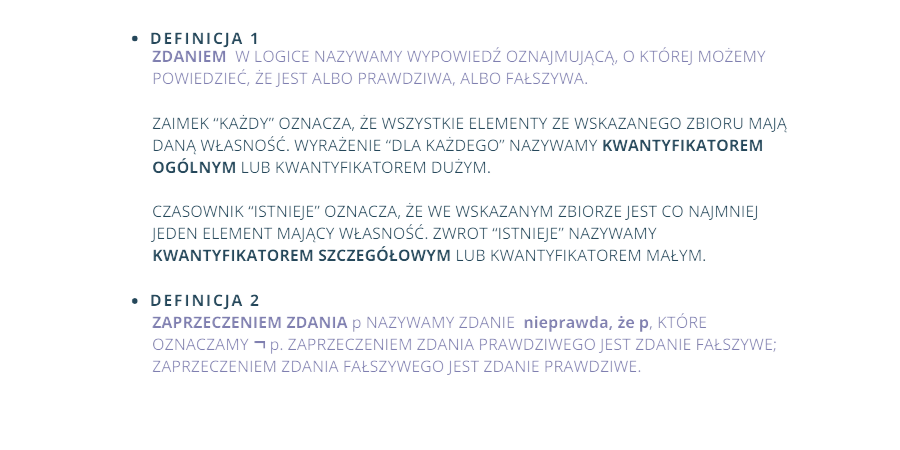 • DEFINICJA 1
ZDANIEM W LOGICE NAZYWAMY WYPOWIEDŹ OZNAJMUJĄCĄ, O KTÓREJ MOŻEMY
POWIEDZIEĆ, ŻE JEST ALBO PRAWDZIWA, ALBO FAŁSZYWA.
ZAIMEK “KAŻDY” OZNACZA, ŻE WSZYSTKIE ELEMENTY ZE WSKAZANEGO ZBIORU MAJĄ
DANĄ WŁASNOŚĆ. WYRAŻENIE “DLA KAŻDEGO” NAZYWAMY KWANTYFIKATOREM
OGÓLNYM LUB KWANTYFIKATOREM DUŻYM.
CZASOWNIK “ISTNIEJE” OZNACZA, ŻE WE WSKAZANYM ZBIORZE JEST CO NAJMNIEJ
JEDEN ELEMENT MAJĄCY WŁASNOŚĆ. ZWROT “ISTNIEJE” NAZYWAMY
KWANTYFIKATOREM SZCZEGÓŁOWYM LUB KWANTYFIKATOREM MAŁYM.
• DEFINICJA 2
ZAPRZECZENIEM ZDANIA p NAZYWAMY ZDANIE nieprawda, że p, KTÓRE
OZNACZAMY ¬ p. ZAPRZECZENIEM ZDANIA PRAWDZIWEGO JEST ZDANIE FAŁSZYWE;
ZAPRZECZENIEM ZDANIA FAŁSZYWEGO JEST ZDANIE PRAWDZIWE.